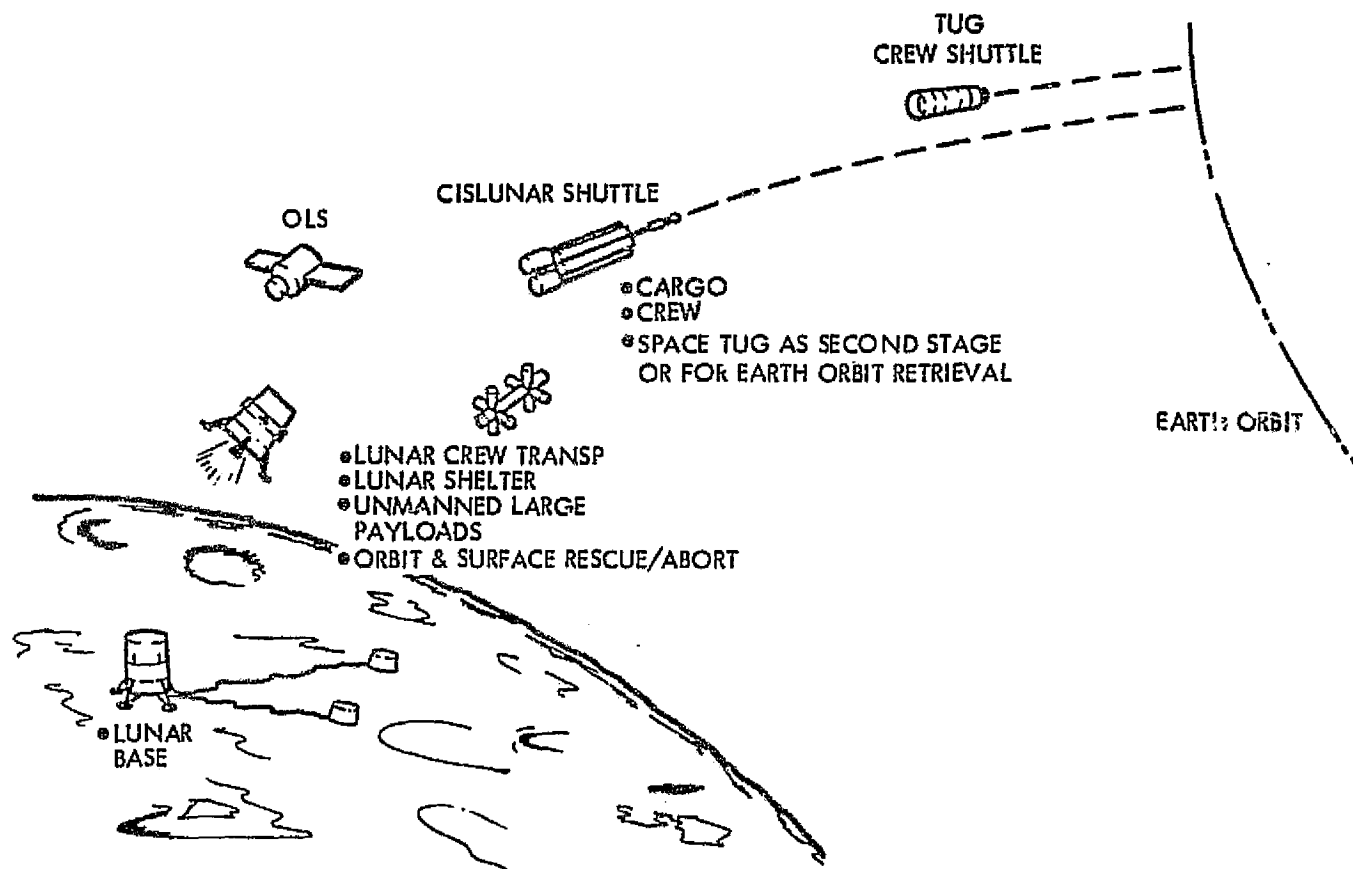 TUG
CREW SHUTTLE
CISLUNAR SHUTTLE
OLS
•CARGO
•CREW
•SPACE TUG AS SECOND STAGE
OR FOR EARTH ORBIT RETRIEVAL
EARTH ORBIT
•LUNAR CREW TRANSP
•LUNAR SHELTER
•UNMANNED LARGE
PAYLOADS
•ORBIT & SURFACE RESCUE/ABORT
•LUNAR
BASE